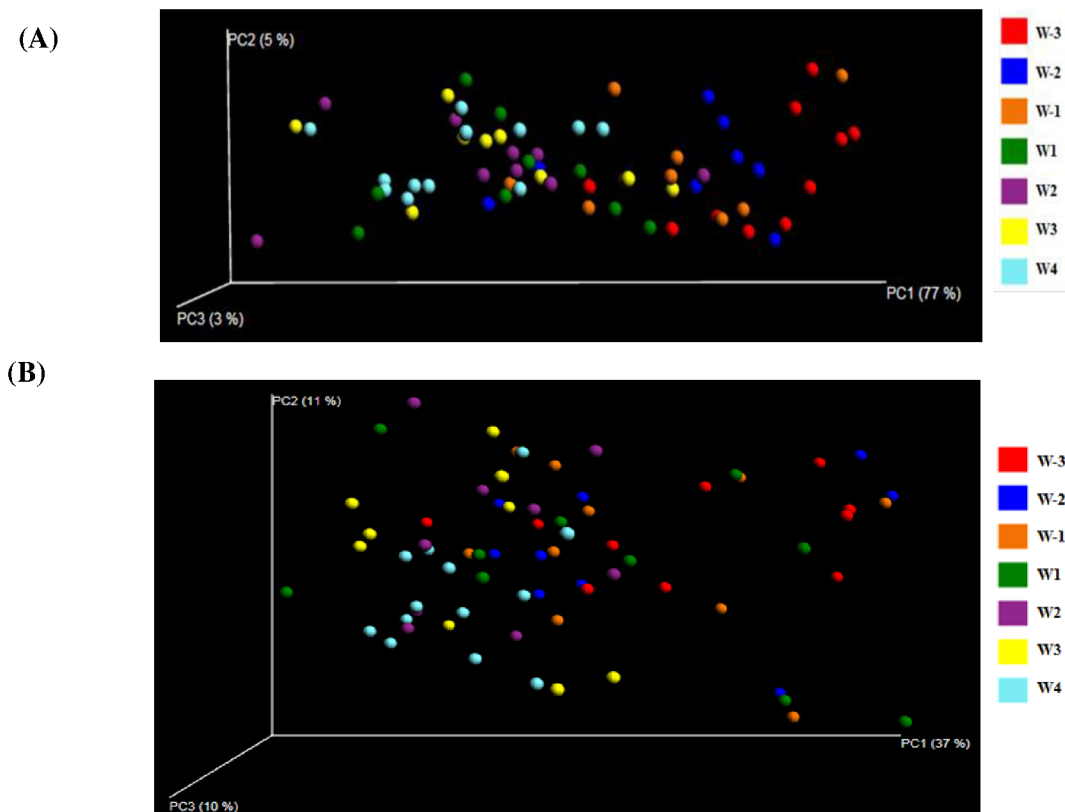 (A)
PC2 (5 %)
PC1 (77 %)
PC3 (3 %)
W-3
W-2
W-1
W1
W2
W3
W4
(B)
PC2 (11 %)
PC1 (37 %)
PC3 (10 %)
W-3
W-2
W-1
W1
W2
W3
W4